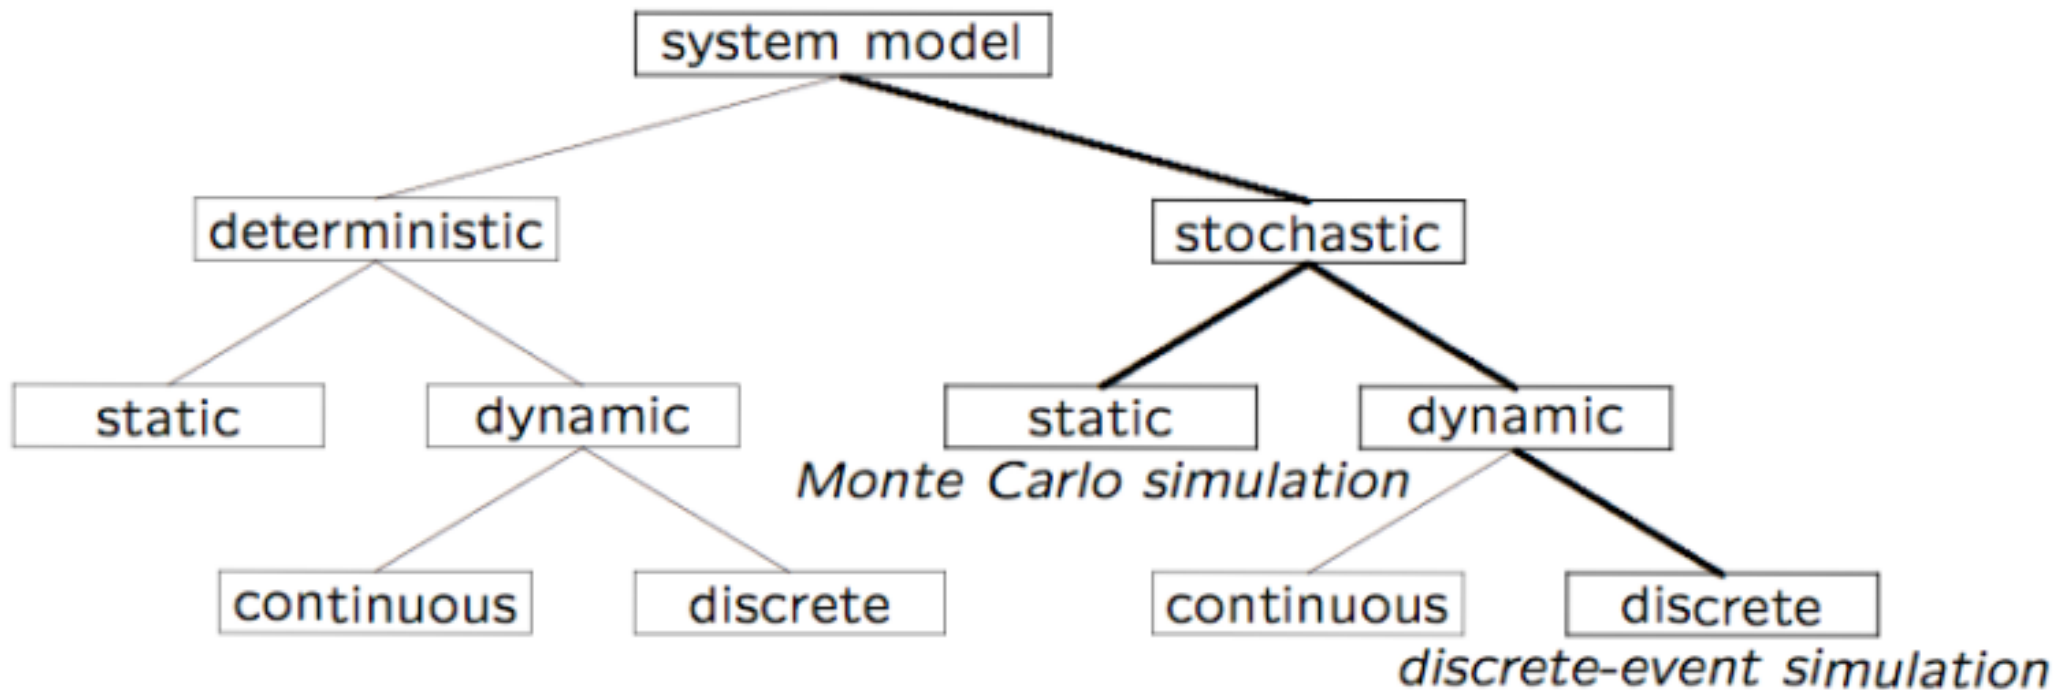 system model
deterministic
stochastic
static
dynamic
static
dynamic
Monte Carlo simulation
continuous
discrete
continuous
discrete
discrete-event simulation